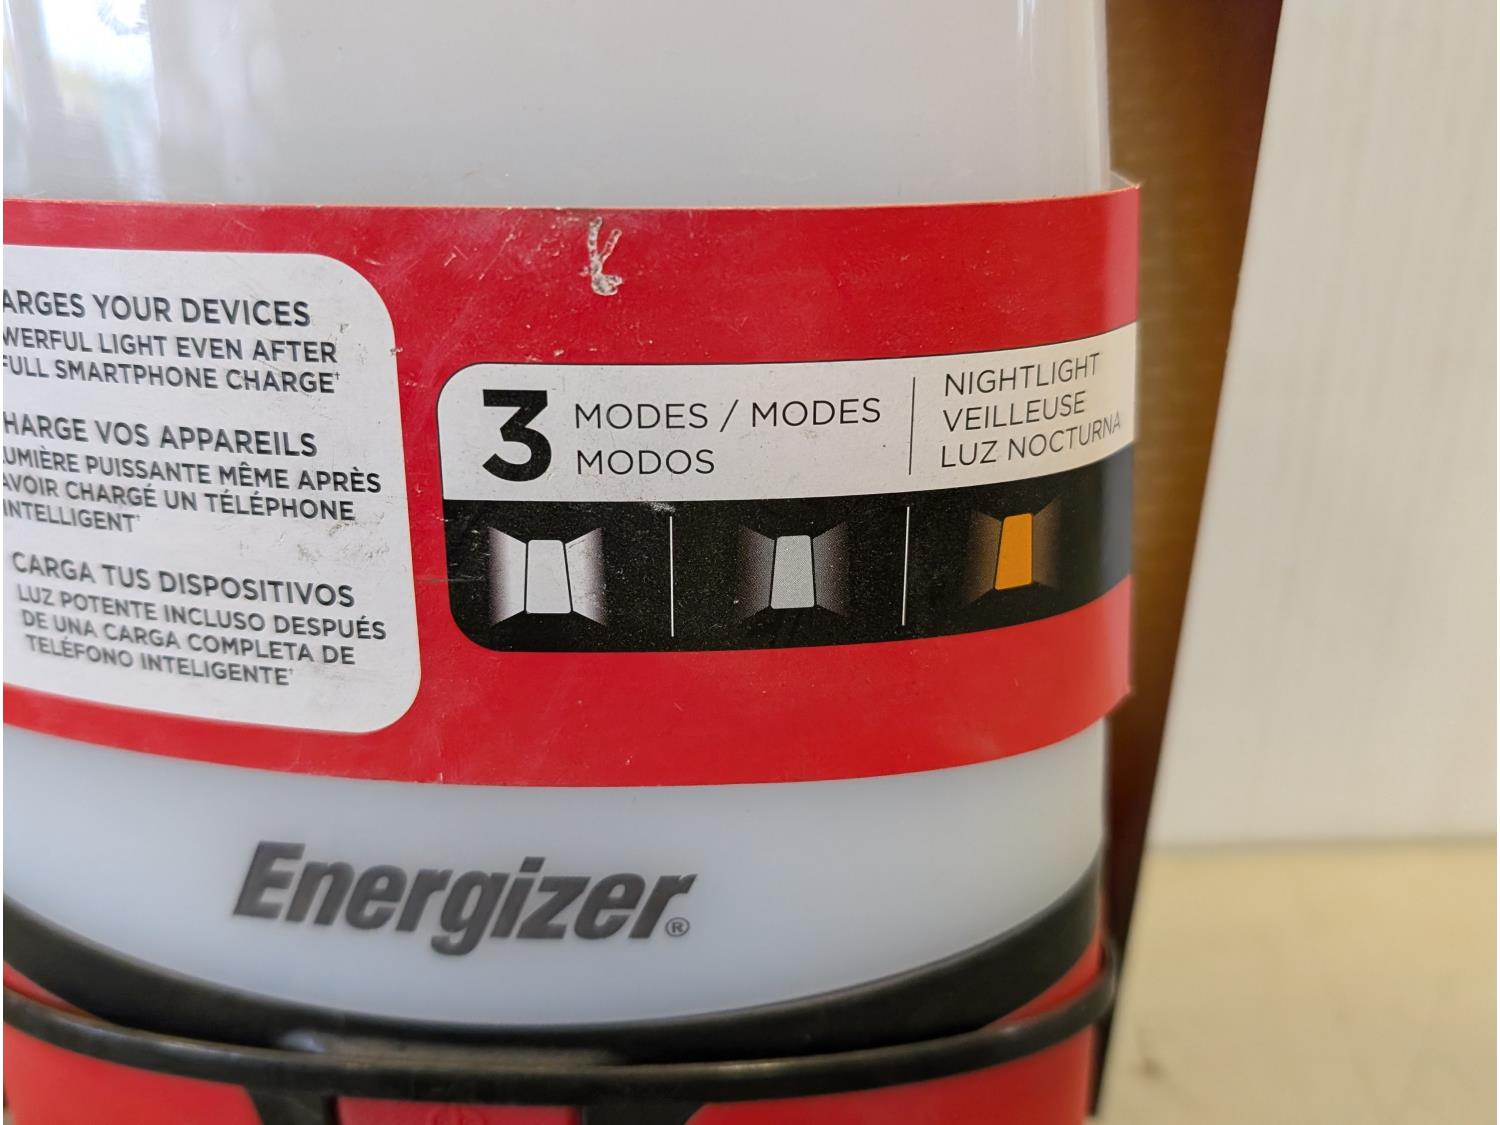 ARGES YOUR DEVICES
WERFUL LIGHT EVEN AFTER
FULL SMARTPHONE CHARGE†
HARGE VOS APPAREILS
UMIÈRE PUISSANTE MÊME APRÈS
AVOIR CHARGÉ UN TÉLÉPHONE
INTELLIGENT†
CARGA TUS DISPOSITIVOS
LUZ POTENTE INCLUSO DESPUÉS
DE UNA CARGA COMPLETA DE
TELÉFONO INTELIGENTE†
3 MODES / MODES
MODOS
NIGHTLIGHT
VEILLEUSE
LUZ NOCTURNA
Energizer®